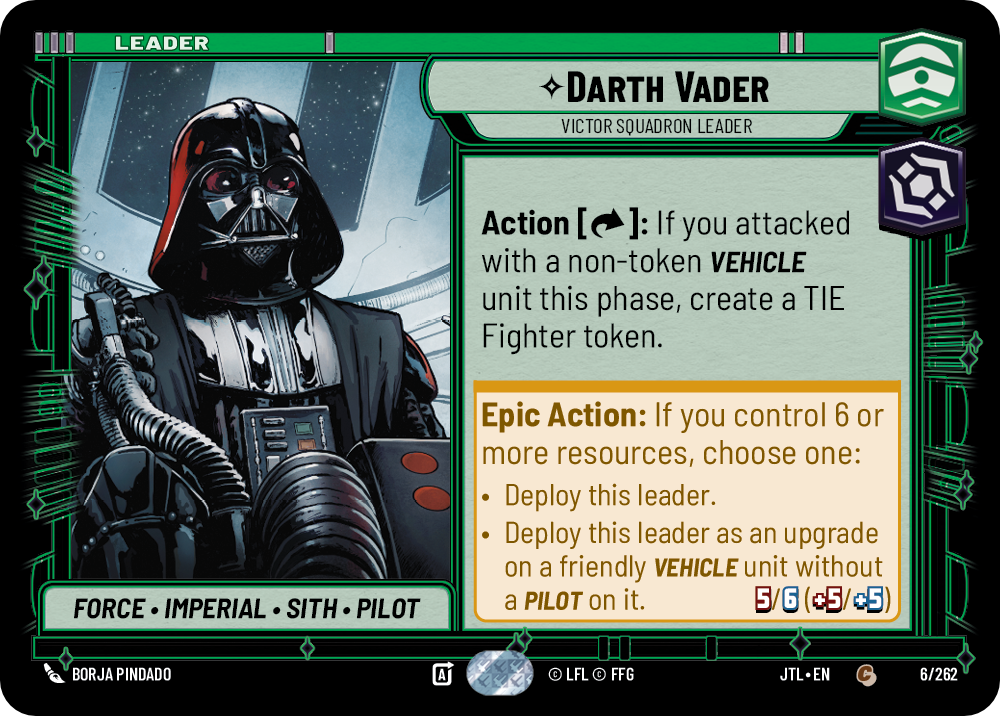 LEADER
✧DARTH VADER
VICTOR SQUADRON LEADER
Action [↷]: If you attacked
with a non-token VEHICLE
unit this phase, create a TIE
Fighter token.
Epic Action: If you control 6 or
more resources, choose one:
• Deploy this leader.
• Deploy this leader as an upgrade
on a friendly VEHICLE unit without
a PILOT on it. 5/6 (+5/+5)
FORCE • IMPERIAL • SITH • PILOT
BORJA PINDADO A © LFL © FFG JTL • EN C 6/262